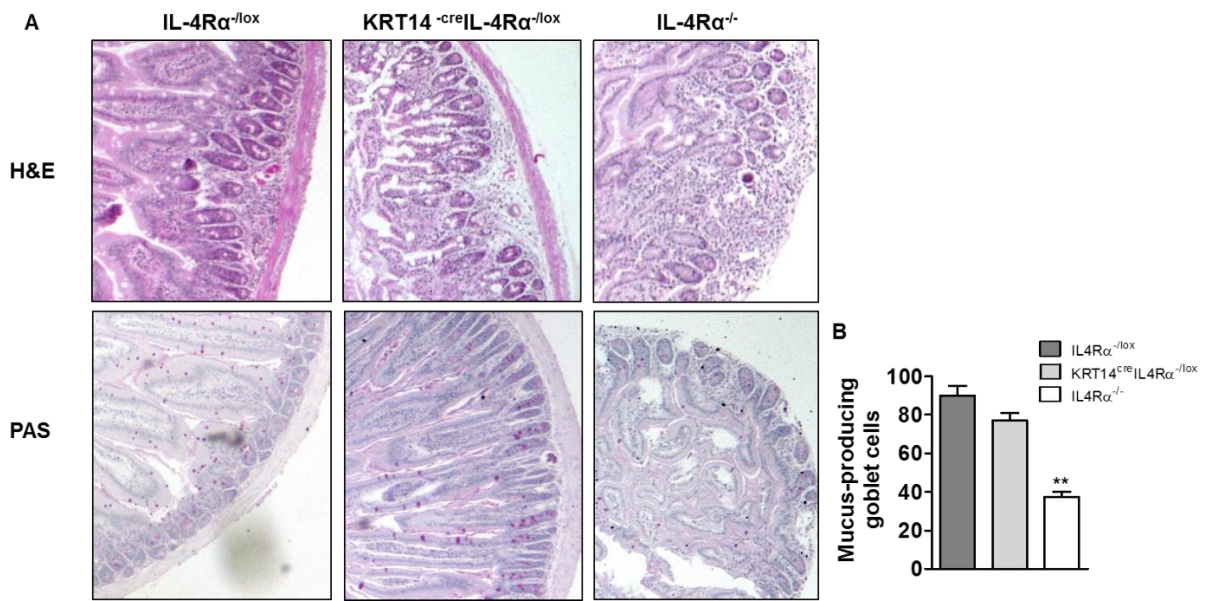 A
IL-4Rα-/lox
KRT14 -creIL-4Rα-/lox
IL-4Rα-/-
H&E
PAS
B
IL4Rα-/lox
KRT14creIL4Rα-/lox
IL4Rα-/-
Mucus-producing
goblet cells
100
80
60
40
20
0
**